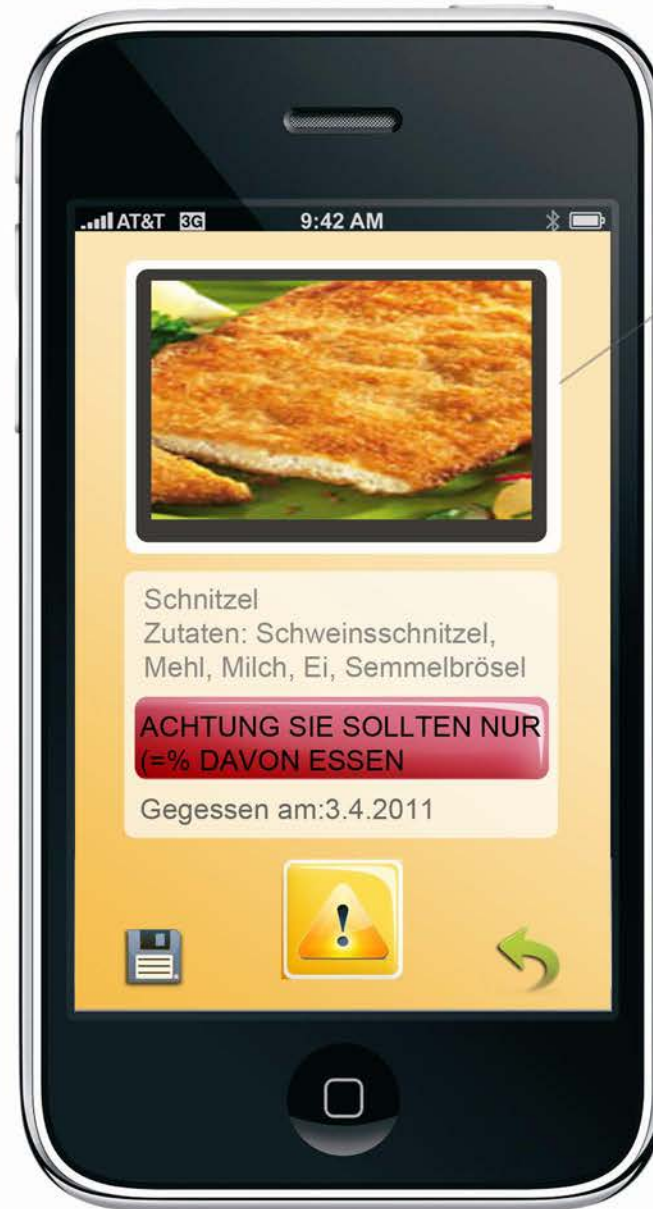 AT&T 3G 9:42 AM
Schnitzel
Zutaten: Schweinsschnitzel,
Mehl, Milch, Ei, Semmelbrösel
ACHTUNG SIE SOLLTEN NUR
(=% DAVON ESSEN
Gegessen am:3.4.2011
!